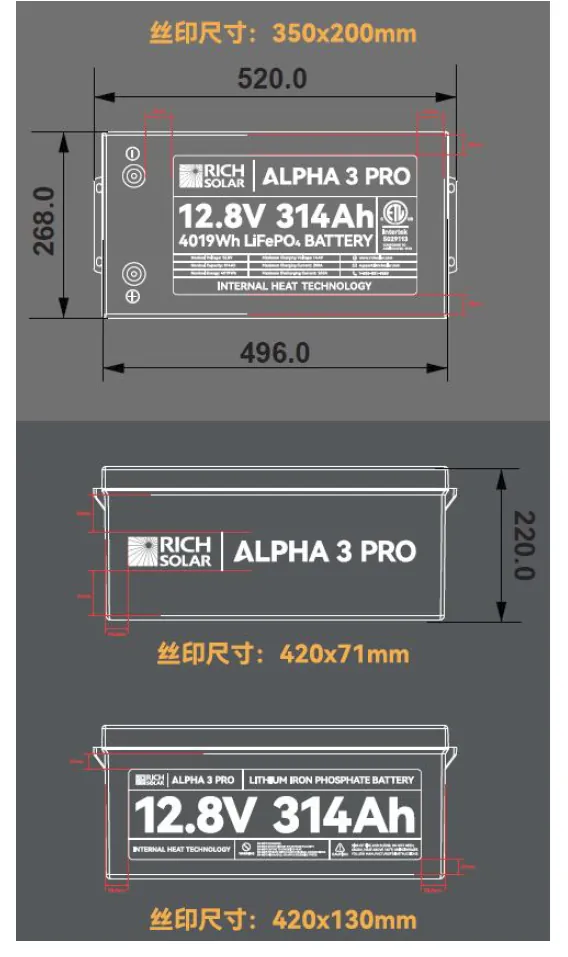 丝印尺寸：350x200mm
520.0
268.0
RICH SOLAR
ALPHA 3 PRO
12.8V 314Ah
4019Wh LiFePO₄ BATTERY
ETL
Intertek
5029113
INTERNAL HEAT TECHNOLOGY
496.0
RICH SOLAR
ALPHA 3 PRO
220.0
丝印尺寸：420x71mm
RICH SOLAR
ALPHA 3 PRO
LITHIUM IRON PHOSPHATE BATTERY
12.8V 314Ah
INTERNAL HEAT TECHNOLOGY
丝印尺寸：420x130mm